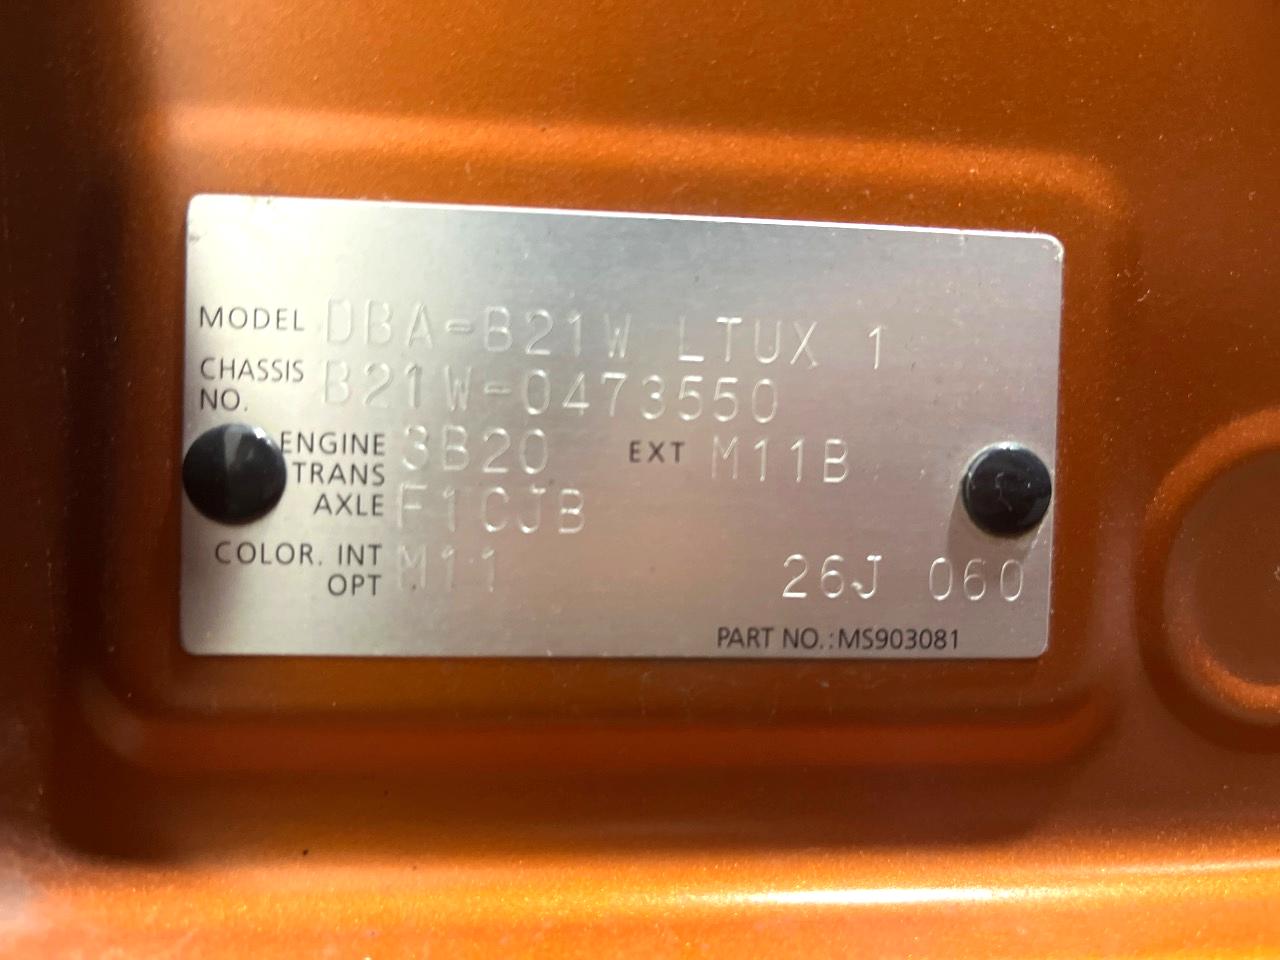 MODEL DBA-B21W LTUX 1
CHASSIS NO. B21W-0473550
ENGINE 3B20 EXT M11B
TRANS AXLE F1CJB
COLOR. INT OPT M11 26J 060
PART NO.:MS903081